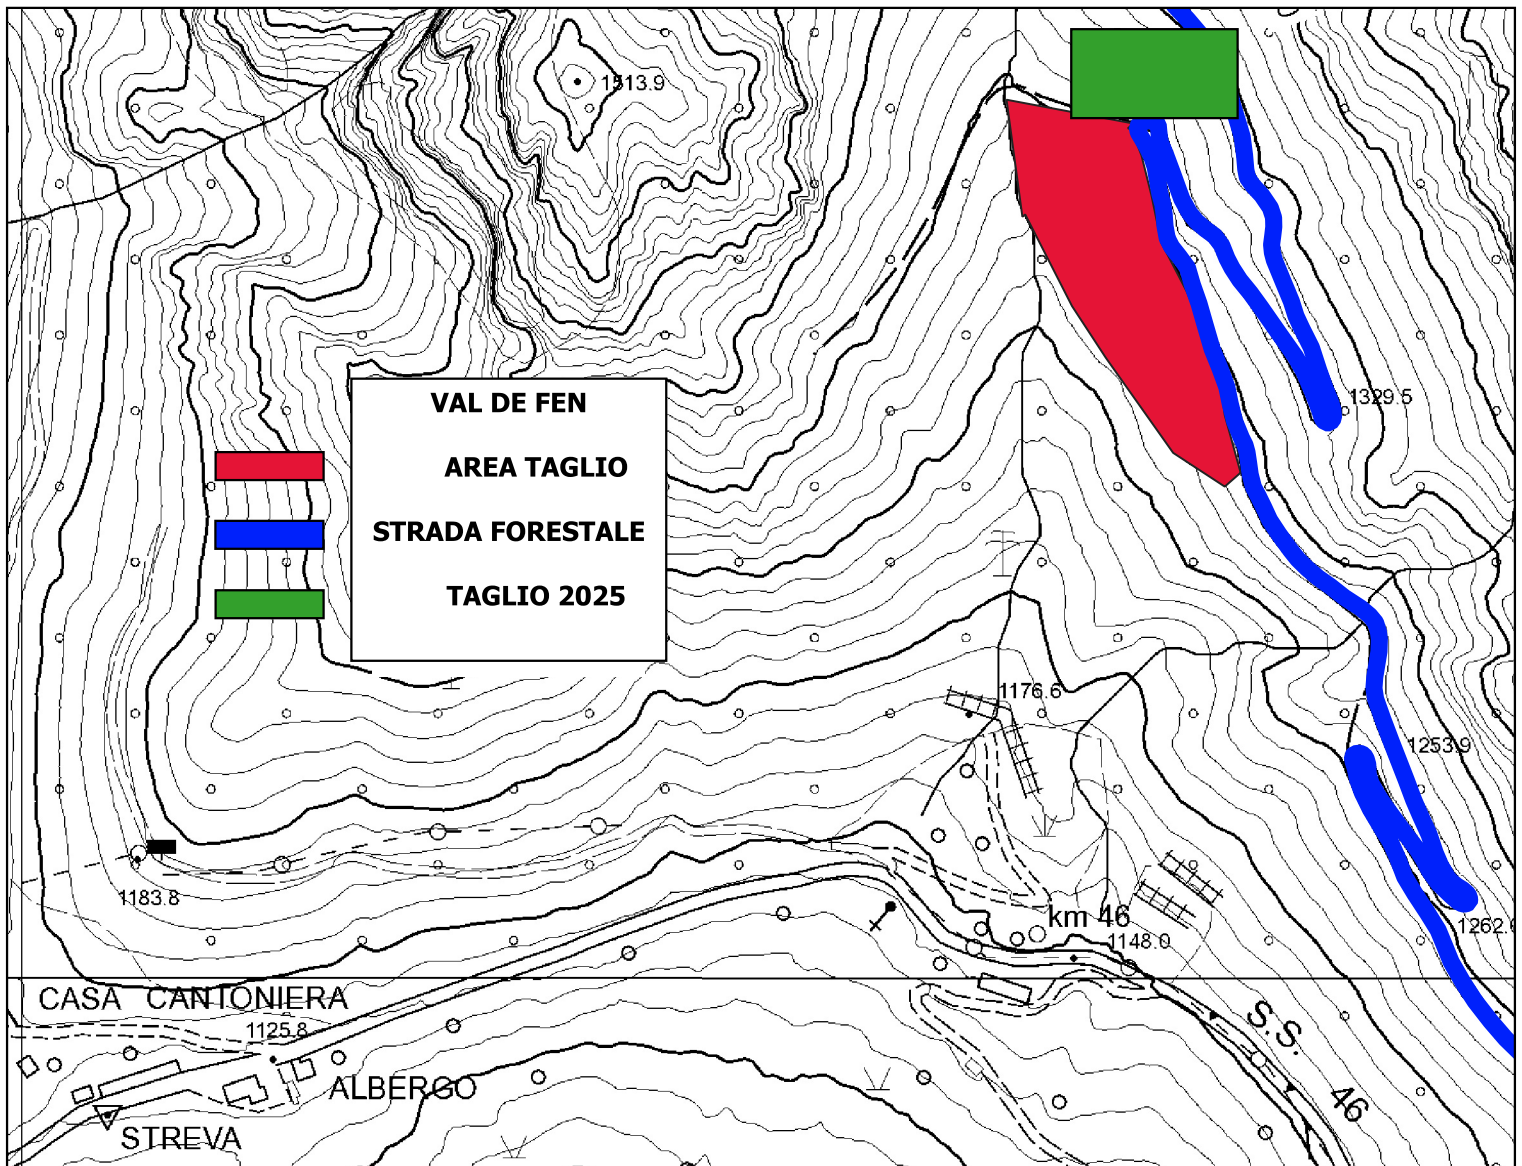 1513.9
VAL DE FEN
1329.5
AREA TAGLIO
STRADA FORESTALE
TAGLIO 2025
1176.6
1253.9
1183.8
km 46
1148.0
CASA CANTONIERA
1125.8
S.S. 46
ALBERGO
STREVA